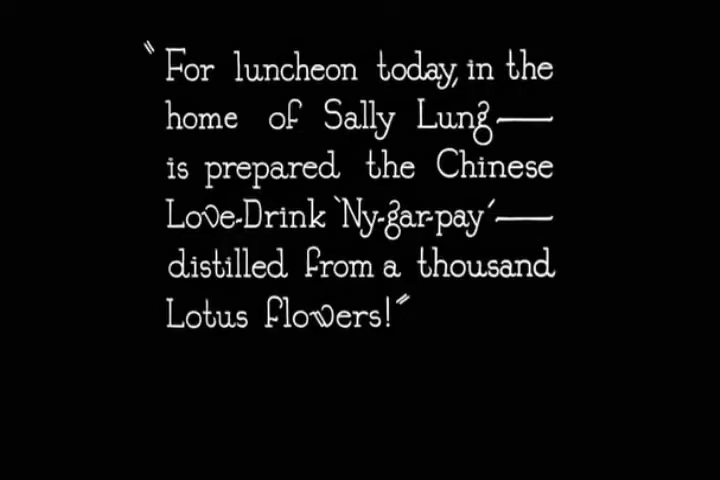 "For luncheon today, in the
home of Sally Lung—
is prepared the Chinese
Love-Drink 'Ny-gar-pay'—
distilled from a thousand
Lotus flowers!"